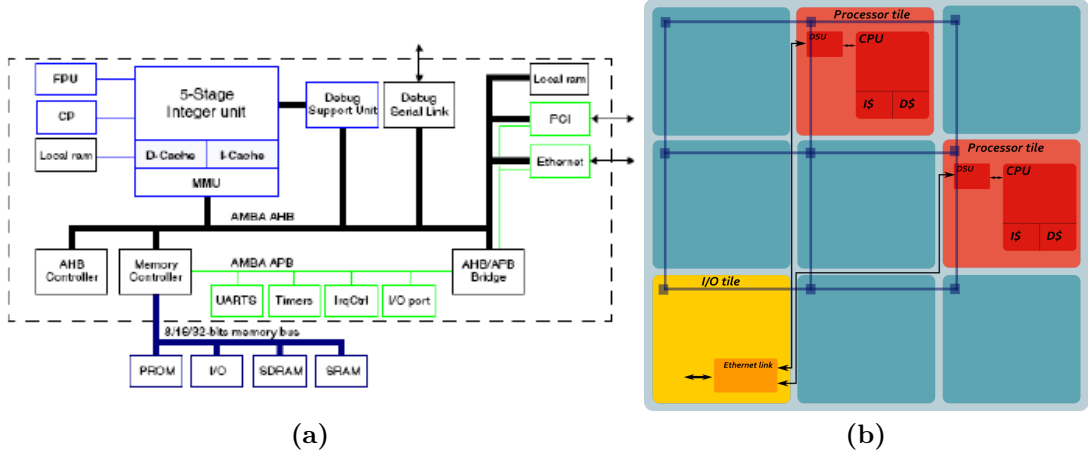 FPU
CP
Local ram
5-Stage
Integer unit
D-Cache
I-Cache
MMU
Debug
Support Unit
Debug
Serial Link
Local ram
PCI
Ethernet
AMBA AHB
AHB
Controller
Memory
Controller
AMBA APB
AHB/APB
Bridge
UARTS
Timers
IrqCtrl
I/O port
8/16/32-bits memory bus
PROM
I/O
SDRAM
SRAM
(a)
Processor tile
DSU
CPU
I$
D$
Processor tile
DSU
CPU
I$
D$
I/O tile
Ethernet link
(b)